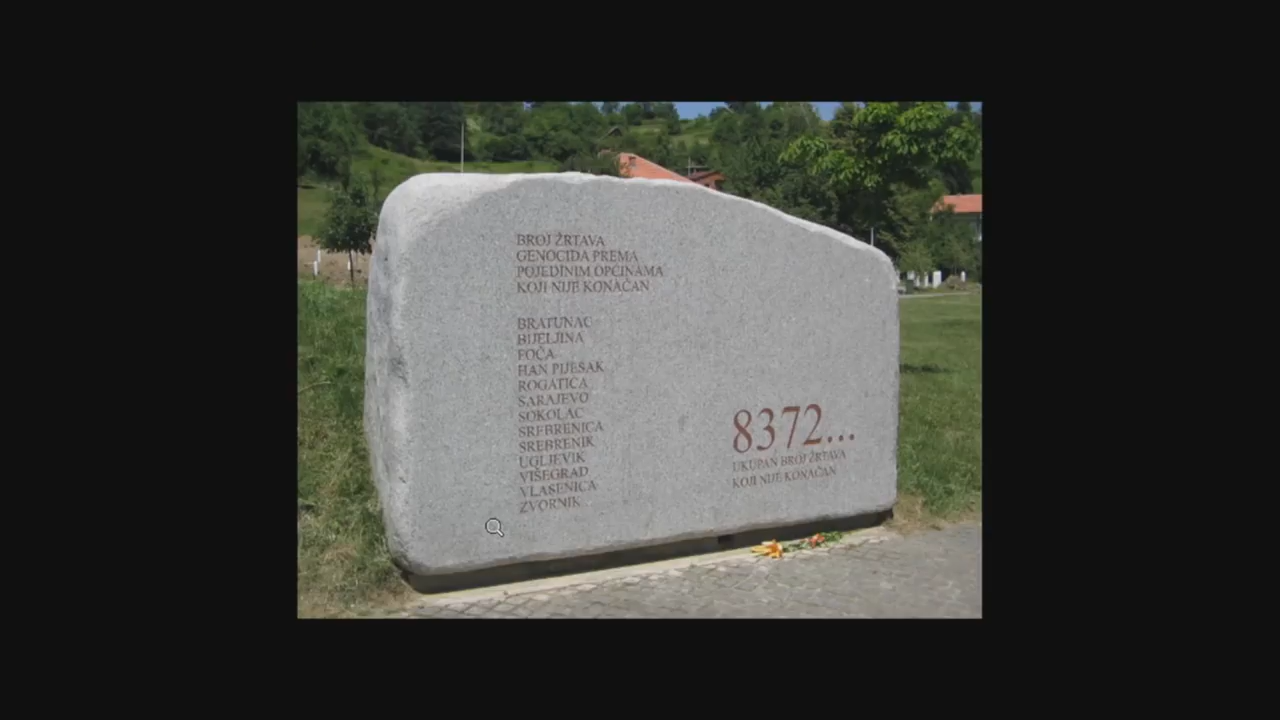 BROJ ŽRTAVA
GENOCIDA PREMA
POJEDINIM OPĆINAMA
KOJI NIJE KONAČAN
BRATUNAC
BIJELJINA
FOČA
HAN PIJESAK
ROGATICA
SARAJEVO
SOKOLAC
SREBRENICA
SREBRENIK
UGLJEVIK
VIŠEGRAD
VLASENICA
ZVORNIK
8372...
UKUPAN BROJ ŽRTAVA
KOJI NIJE KONAČAN